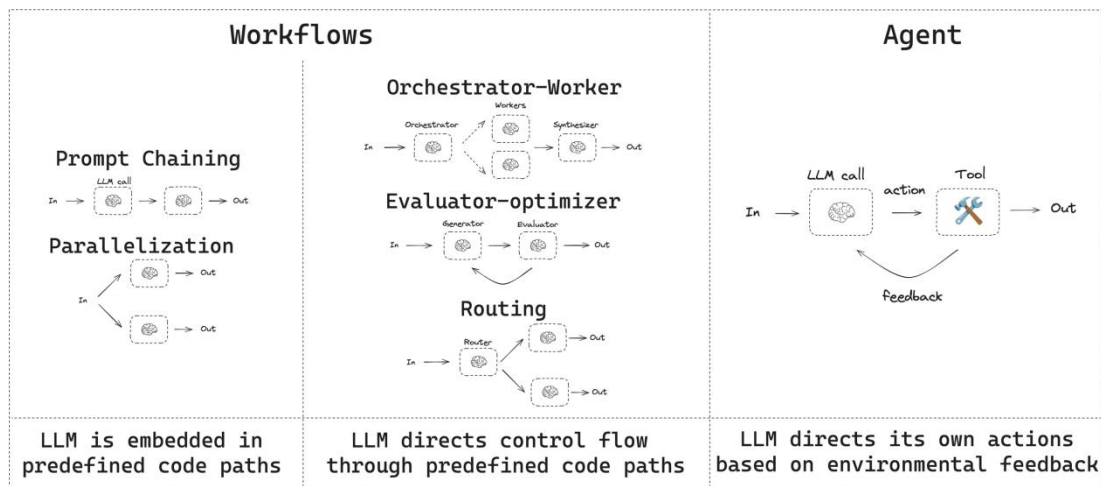 Workflows
Agent
Prompt Chaining
LLM call
In
Out
Parallelization
Out
In
Out
Orchestrator-Worker
Workers
Orchestrator
Synthesizer
In
Out
Evaluator-optimizer
Generator
Evaluator
In
Out
Routing
Router
Out
In
Out
LLM call
action
Tool
In
Out
feedback
LLM is embedded in
predefined code paths
LLM directs control flow
through predefined code paths
LLM directs its own actions
based on environmental feedback